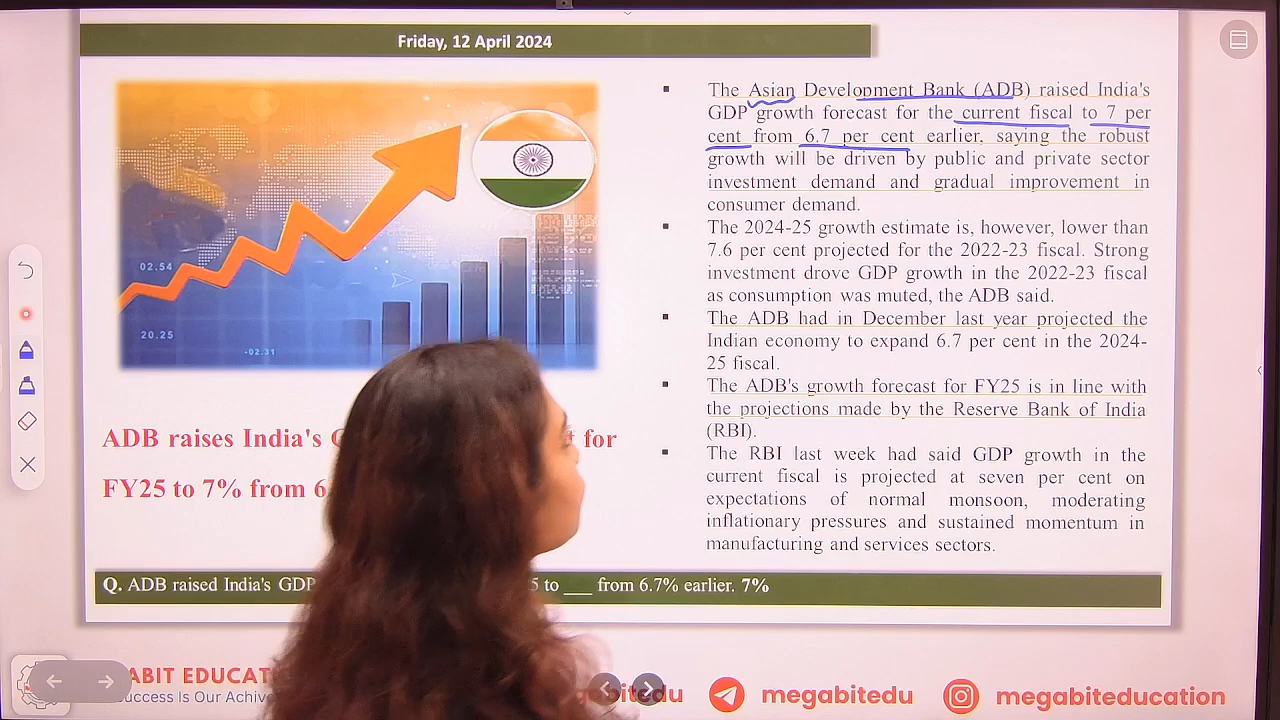 Friday, 12 April 2024
02.54
20.25
-02.31
ADB raises India's G for
FY25 to 7% from 6
The Asian Development Bank (ADB) raised India's
GDP growth forecast for the current fiscal to 7 per
cent from 6.7 per cent earlier, saying the robust
growth will be driven by public and private sector
investment demand and gradual improvement in
consumer demand.
The 2024-25 growth estimate is, however, lower than
7.6 per cent projected for the 2022-23 fiscal. Strong
investment drove GDP growth in the 2022-23 fiscal
as consumption was muted, the ADB said.
The ADB had in December last year projected the
Indian economy to expand 6.7 per cent in the 2024-
25 fiscal.
The ADB's growth forecast for FY25 is in line with
the projections made by the Reserve Bank of India
(RBI).
The RBI last week had said GDP growth in the
current fiscal is projected at seven per cent on
expectations of normal monsoon, moderating
inflationary pressures and sustained momentum in
manufacturing and services sectors.
Q. ADB raised India's GDP 5 to ___ from 6.7% earlier. 7%
ABIT EDUCAT
uccess Is Our Achive
megabitedu
megabiteducation